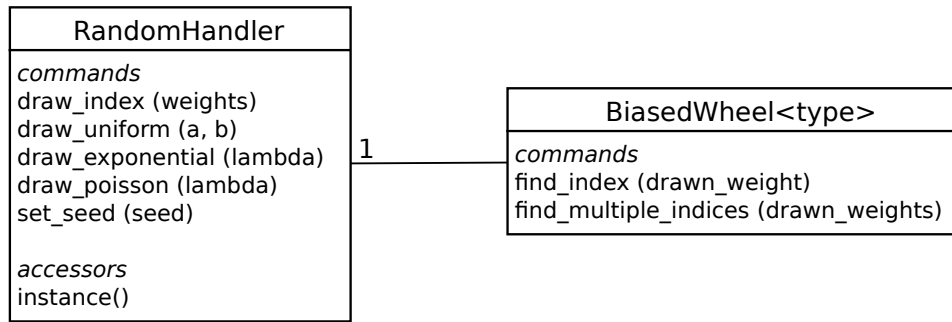 RandomHandler
commands
draw_index (weights)
draw_uniform (a, b)
draw_exponential (lambda)
draw_poisson (lambda)
set_seed (seed)
accessors
instance()
1
BiasedWheel<type>
commands
find_index (drawn_weight)
find_multiple_indices (drawn_weights)